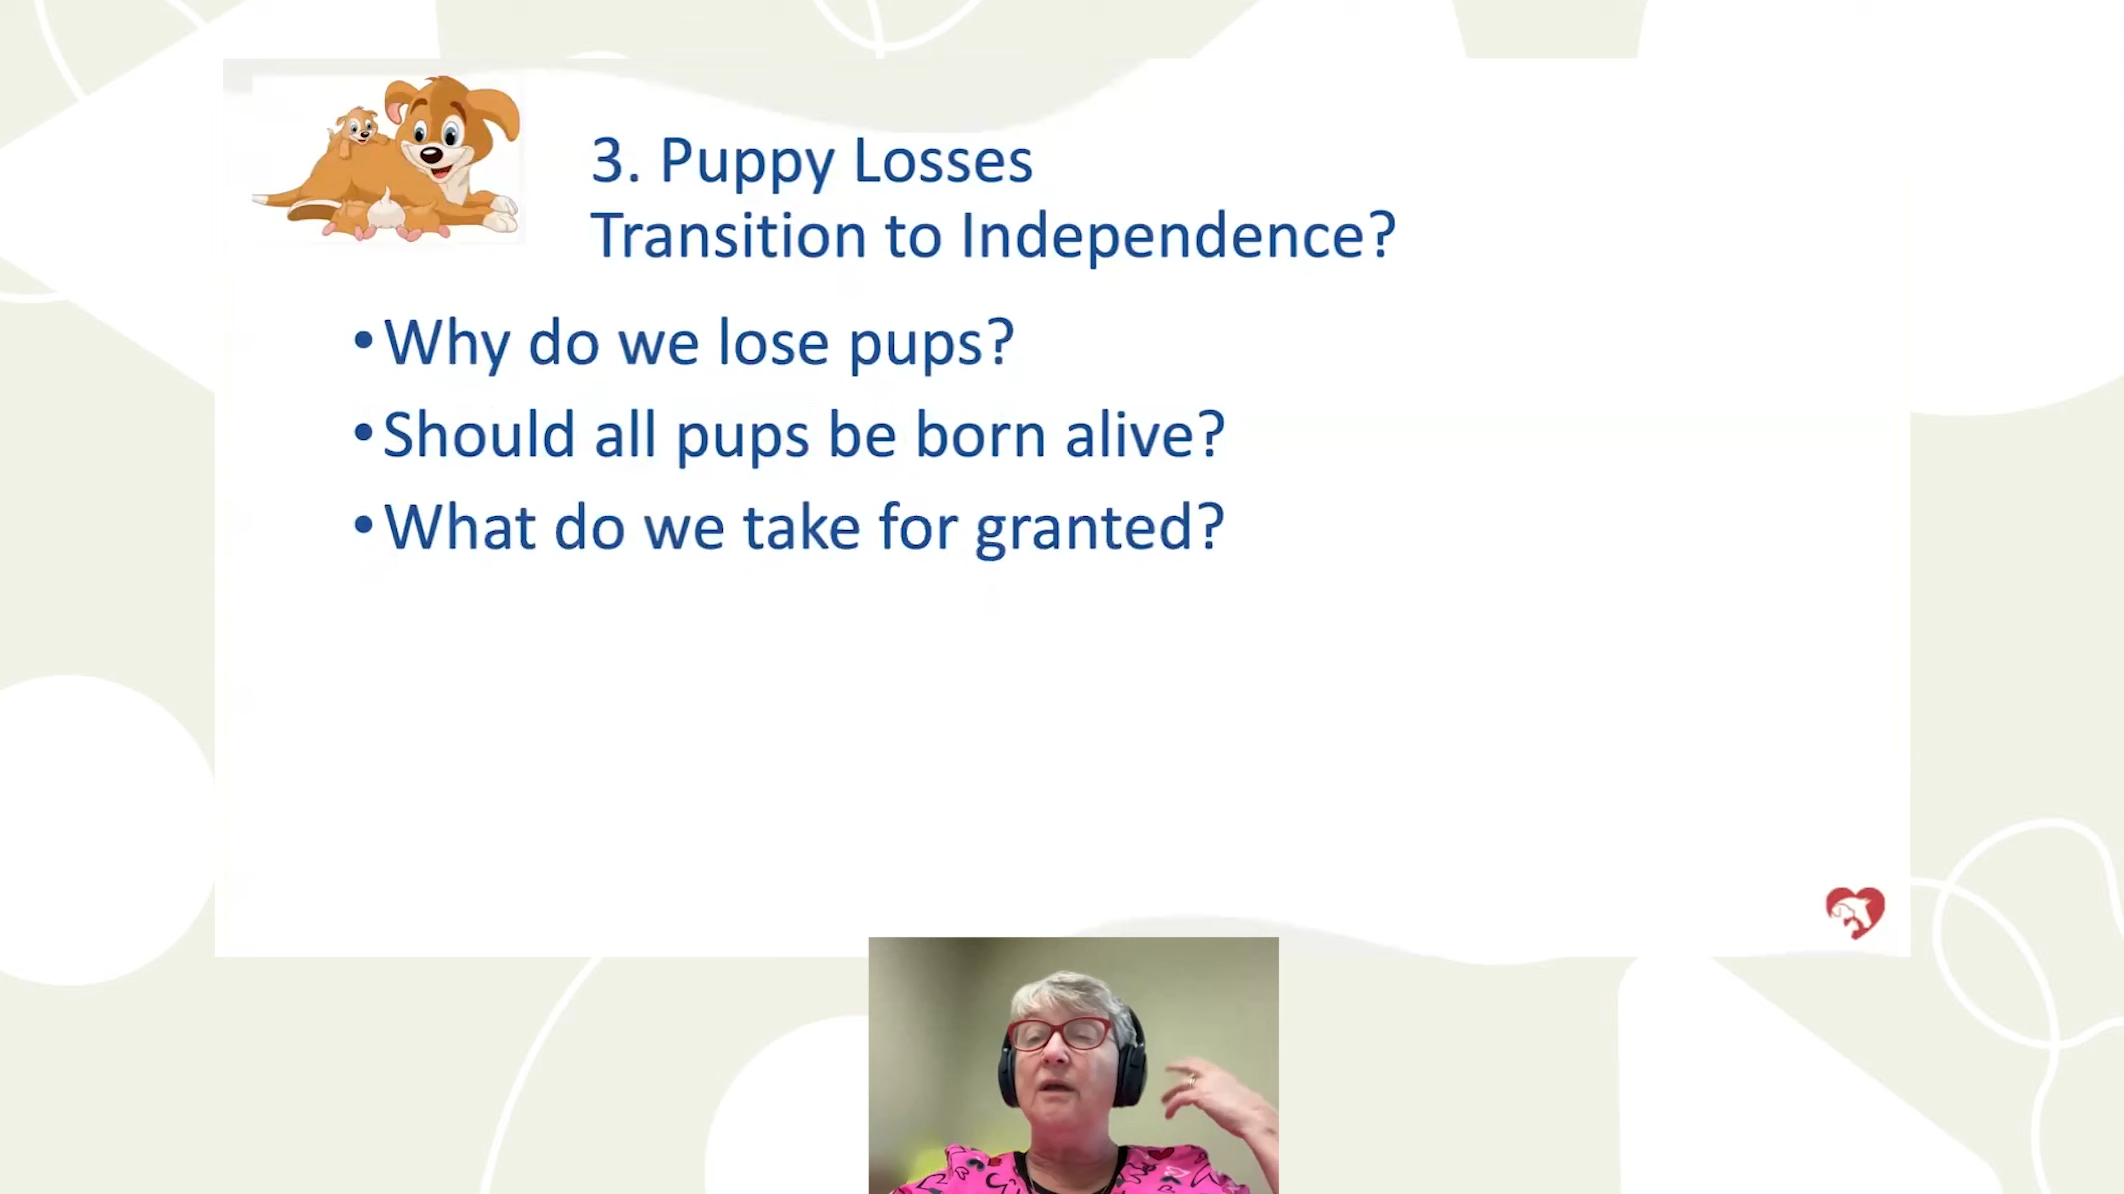 3. Puppy Losses
Transition to Independence?
•Why do we lose pups?
•Should all pups be born alive?
•What do we take for granted?